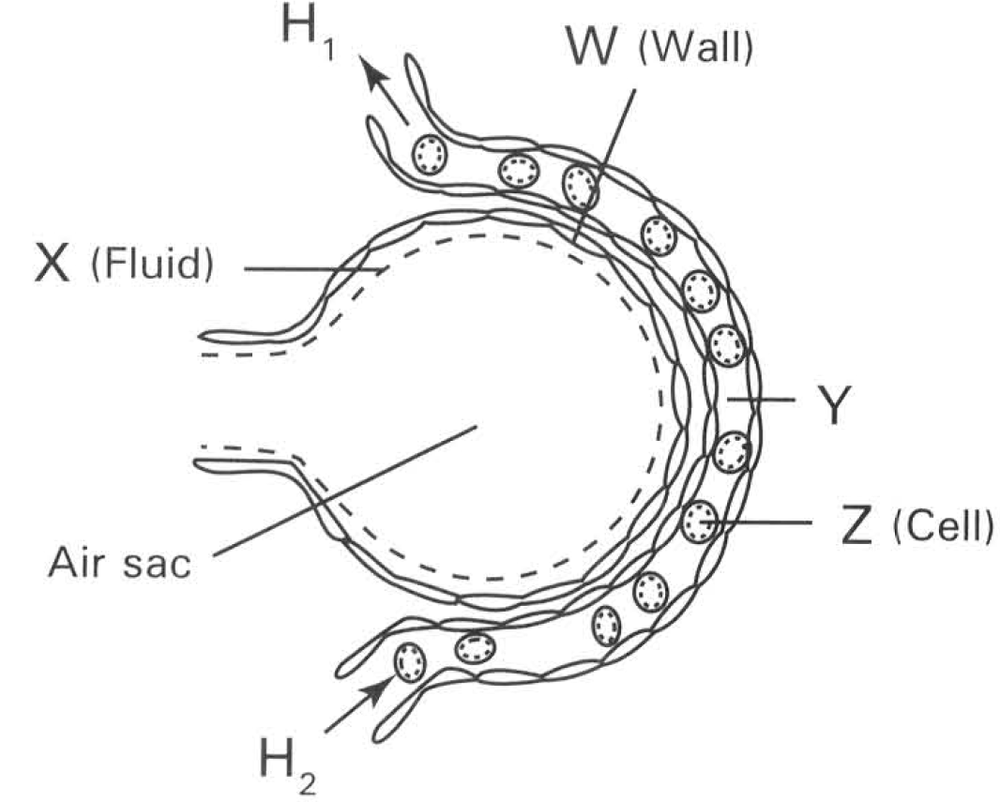 H₁
W (Wall)
X (Fluid)
Y
Z (Cell)
Air sac
H₂